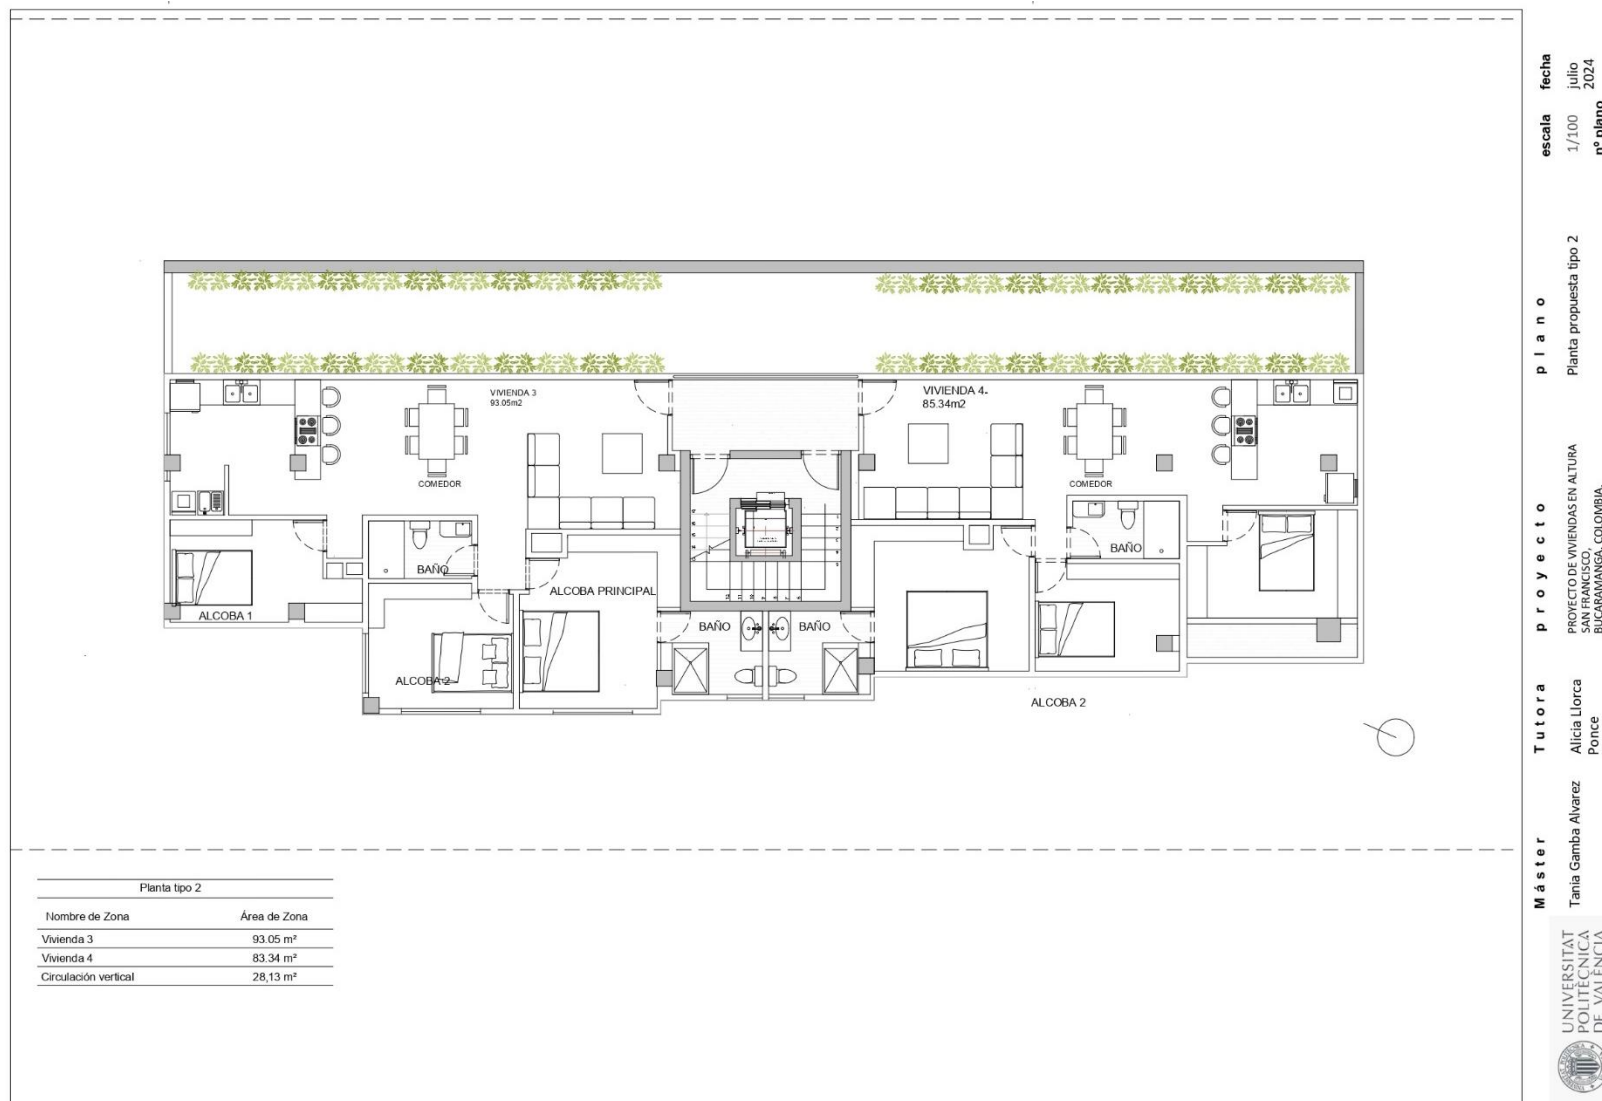 VIVIENDA 3
93.05m2
VIVIENDA 4.
85.34m2
COMEDOR
COMEDOR
BAÑO
BAÑO
ALCOBA PRINCIPAL
ALCOBA 1
BAÑO
BAÑO
ALCOBA 2
ALCOBA 2
Planta tipo 2
Nombre de Zona Área de Zona
Vivienda 3 93.05 m²
Vivienda 4 83.34 m²
Circulación vertical 28,13 m²
fecha
julio
2024
escala
1/100
nº plano
plano
Planta propuesta tipo 2
proyecto
PROYECTO DE VIVIENDAS EN ALTURA
SAN FRANCISCO,
BUCARAMANGA, COLOMBIA.
Tutora
Alicia Llorca
Ponce
Máster
Tania Gamba Alvarez
UNIVERSITAT
POLITÈCNICA
DE VALÈNCIA